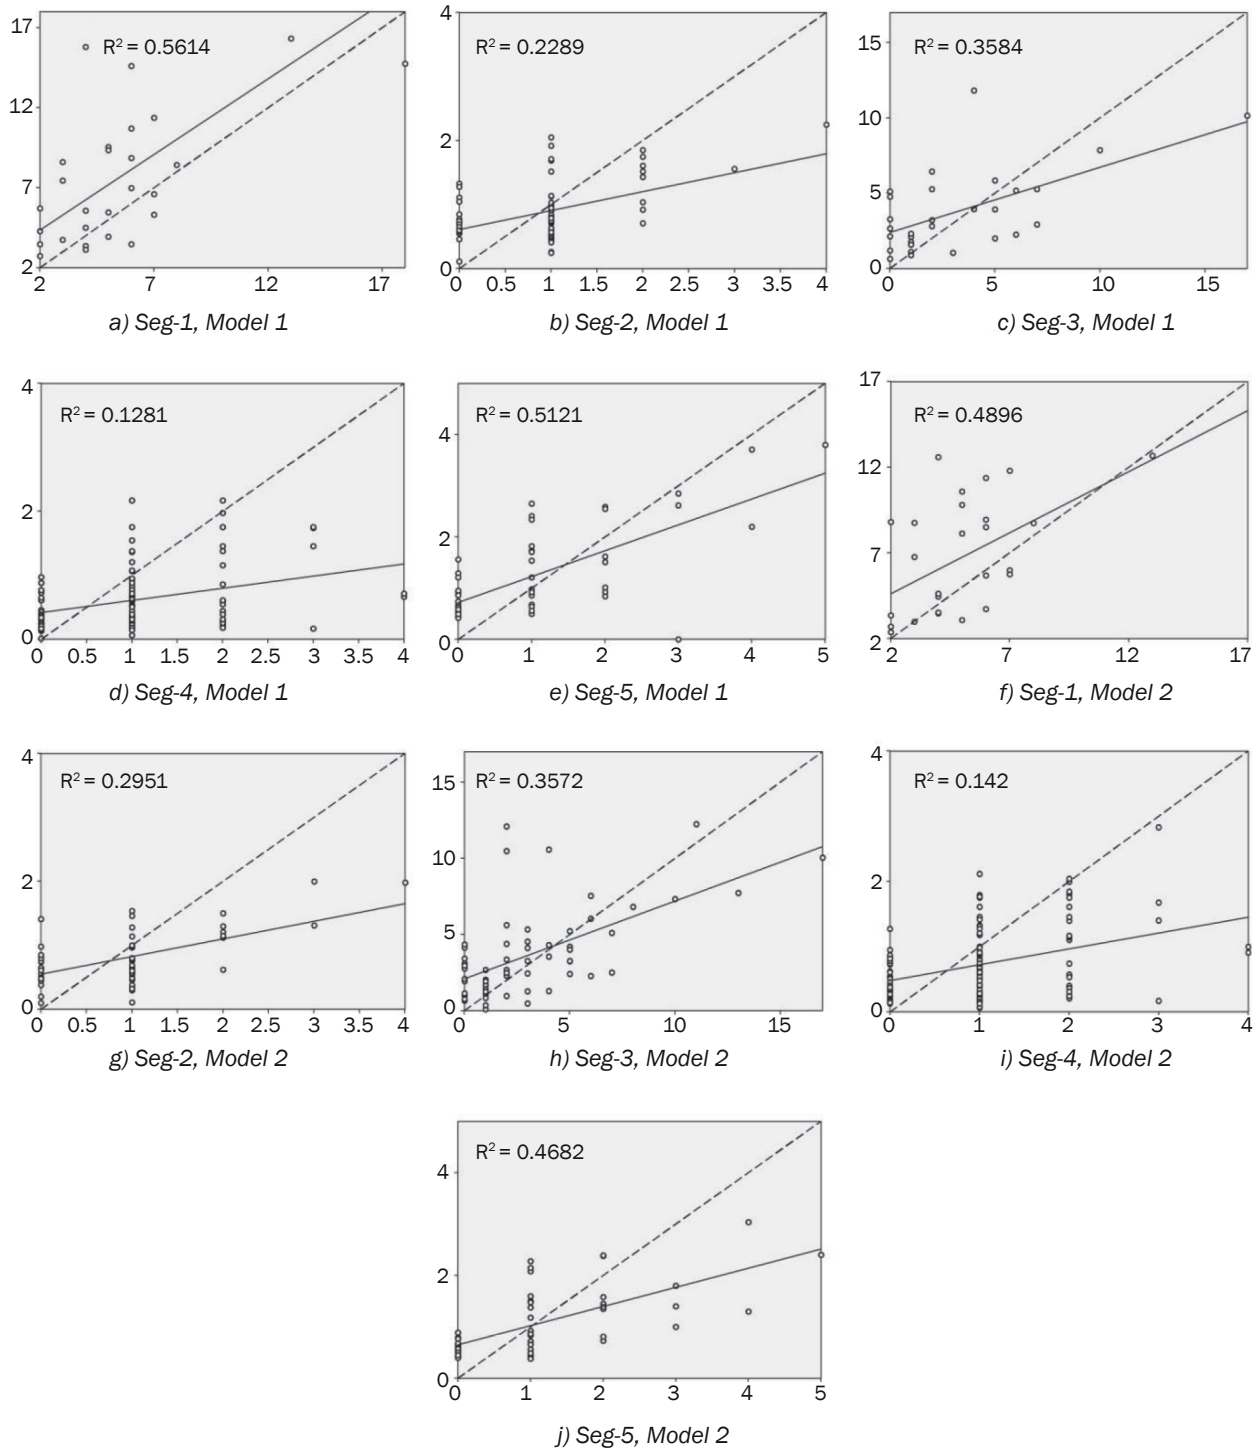 17
12
7
2
2 7 12 17
R² = 0.5614
a) Seg-1, Model 1
4
2
0
0 0.5 1 1.5 2 2.5 3 3.5 4
R² = 0.2289
b) Seg-2, Model 1
15
10
5
0
0 5 10 15
R² = 0.3584
c) Seg-3, Model 1
4
2
0
0 0.5 1 1.5 2 2.5 3 3.5 4
R² = 0.1281
d) Seg-4, Model 1
4
2
0
0 1 2 3 4 5
R² = 0.5121
e) Seg-5, Model 1
17
12
7
2
2 7 12 17
R² = 0.4896
f) Seg-1, Model 2
4
2
0
0 0.5 1 1.5 2 2.5 3 3.5 4
R² = 0.2951
g) Seg-2, Model 2
15
10
5
0
0 5 10 15
R² = 0.3572
h) Seg-3, Model 2
4
2
0
0 1 2 3 4
R² = 0.142
i) Seg-4, Model 2
4
2
0
0 1 2 3 4 5
R² = 0.4682
j) Seg-5, Model 2